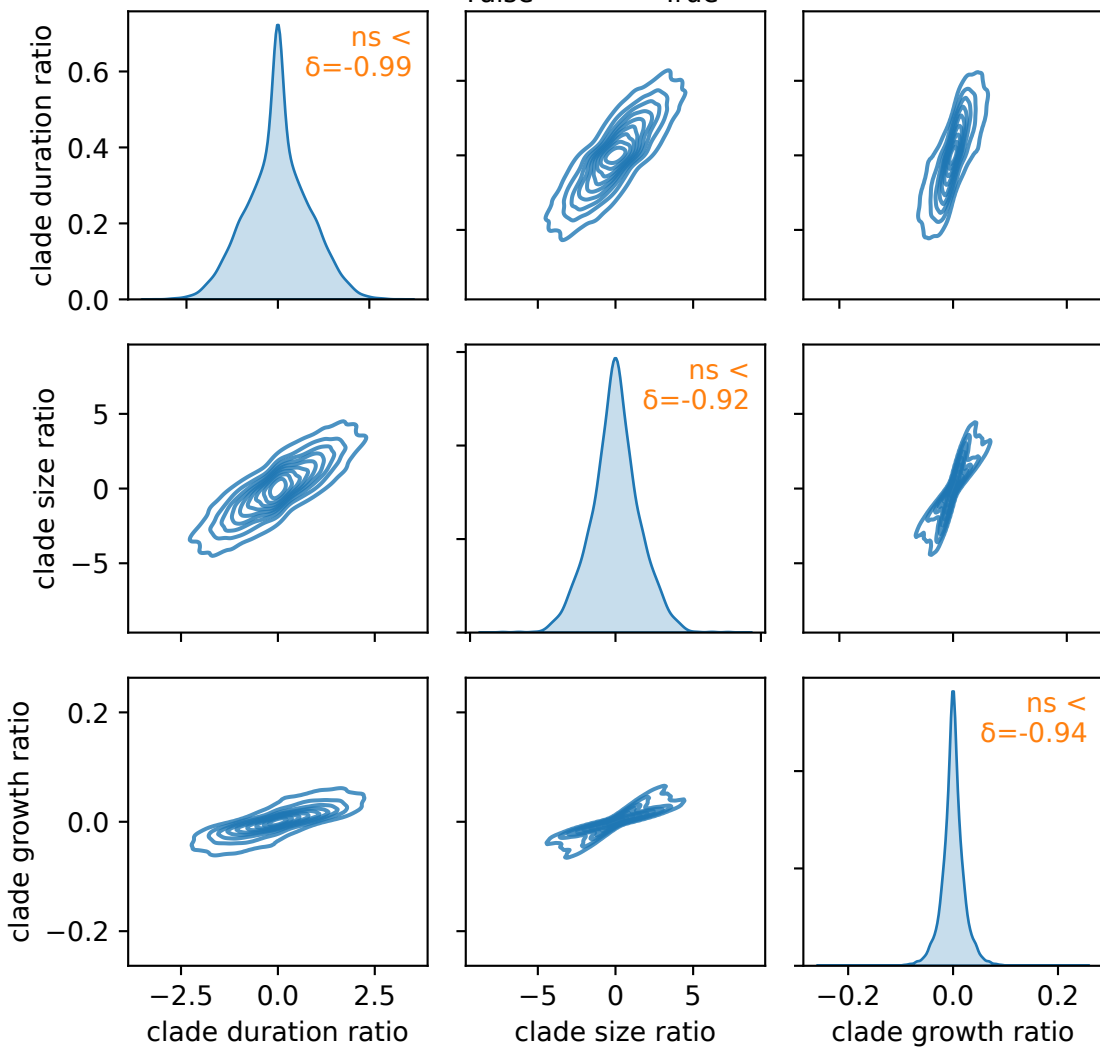 clade duration ratio
0.6
0.4
0.2
0.0
ns <
δ=-0.99
clade size ratio
5
0
−5
ns <
δ=-0.92
clade growth ratio
0.2
0.0
−0.2
ns <
δ=-0.94
−2.5 0.0 2.5
−5 0 5
−0.2 0.0 0.2
clade duration ratio
clade size ratio
clade growth ratio